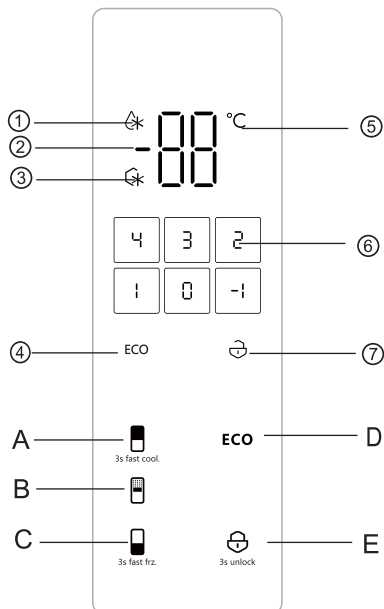 ①
②
③
-88
°C
⑤
4 3 2
⑥
1 0 -1
④
ECO
⑦
A
3s fast cool.
ECO
D
B
C
3s fast frz.
3s unlock
E